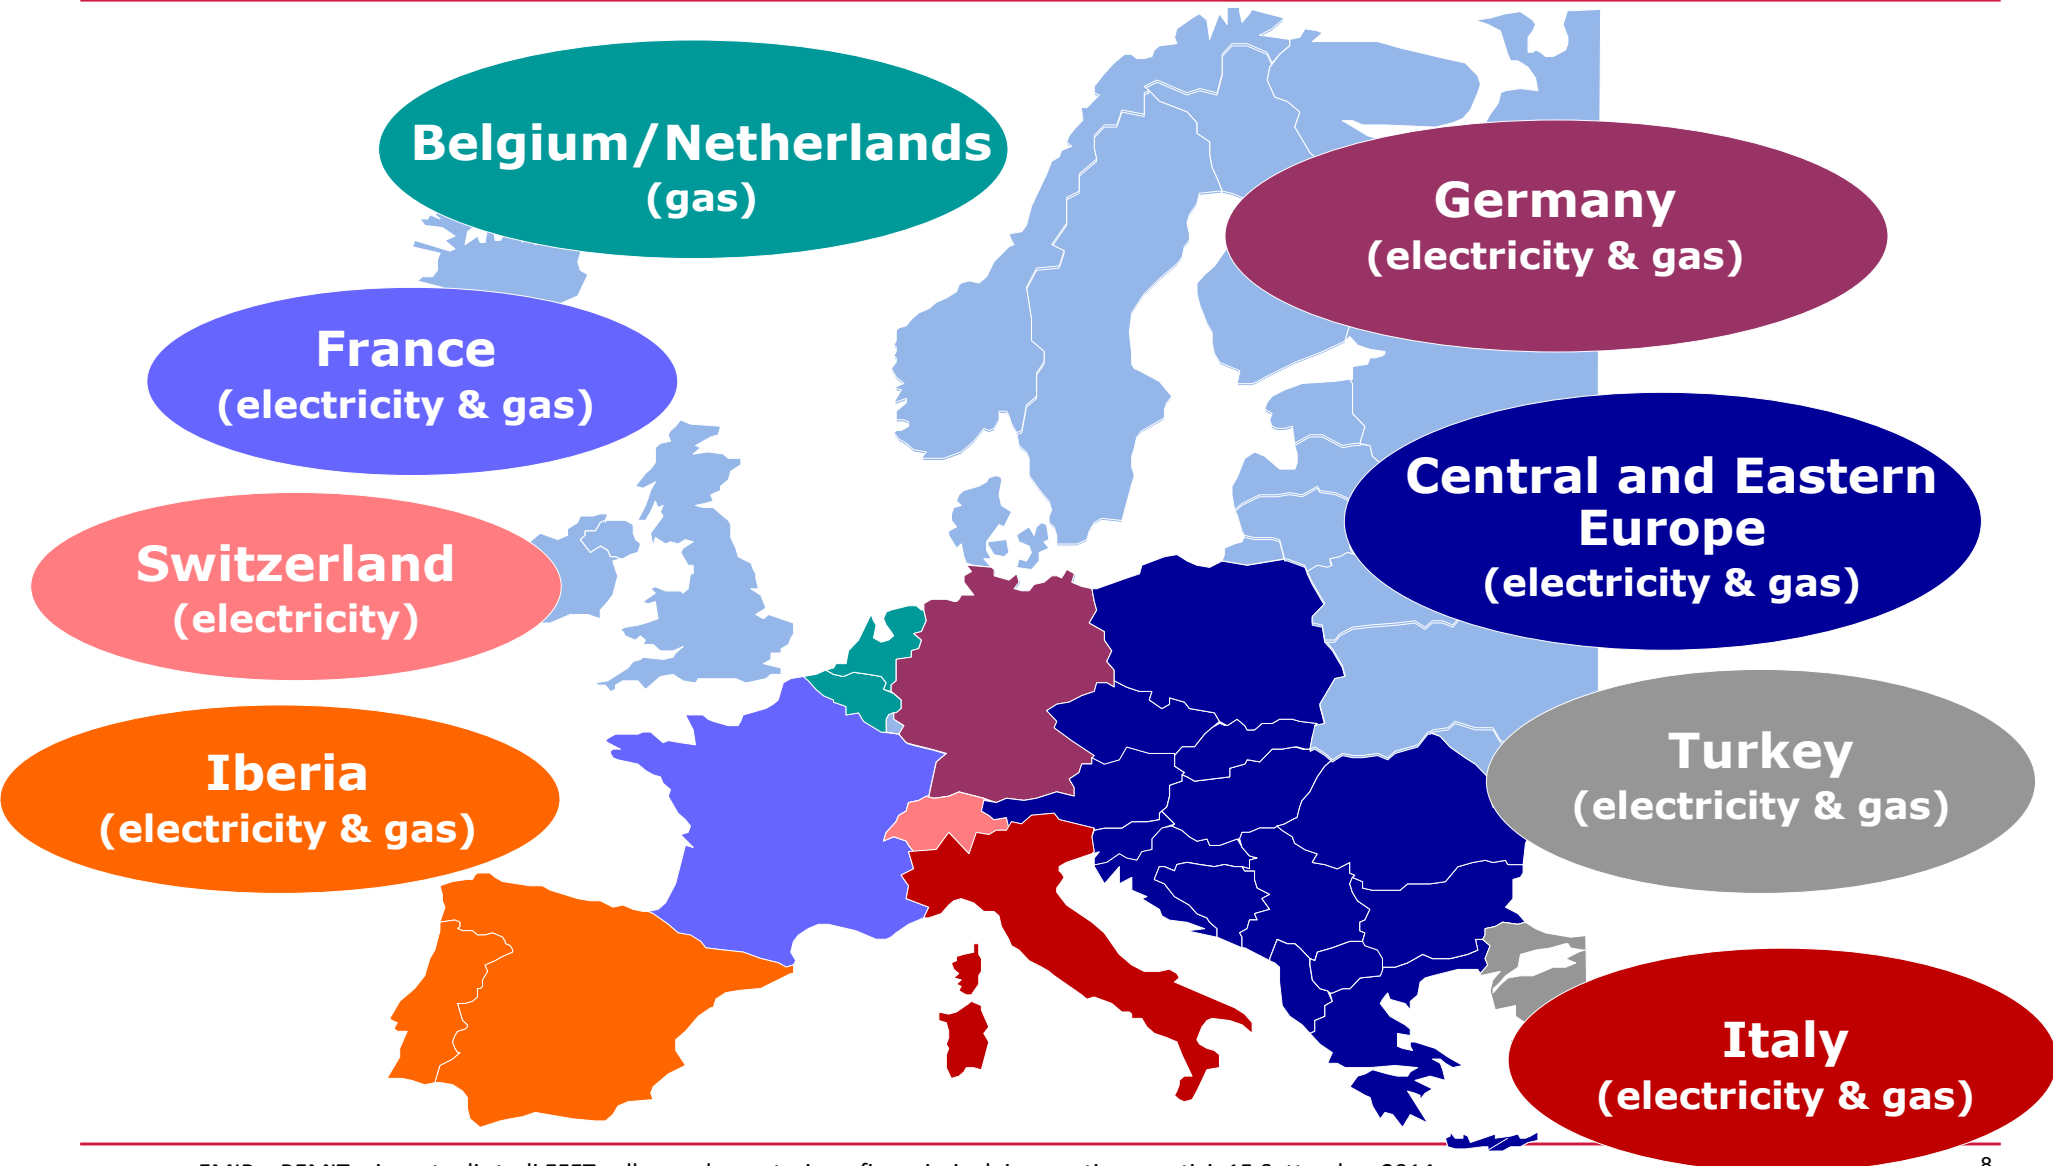 Belgium/Netherlands
(gas)
Germany
(electricity & gas)
France
(electricity & gas)
Central and Eastern
Europe
(electricity & gas)
Switzerland
(electricity)
Turkey
(electricity & gas)
Iberia
(electricity & gas)
Italy
(electricity & gas)
8